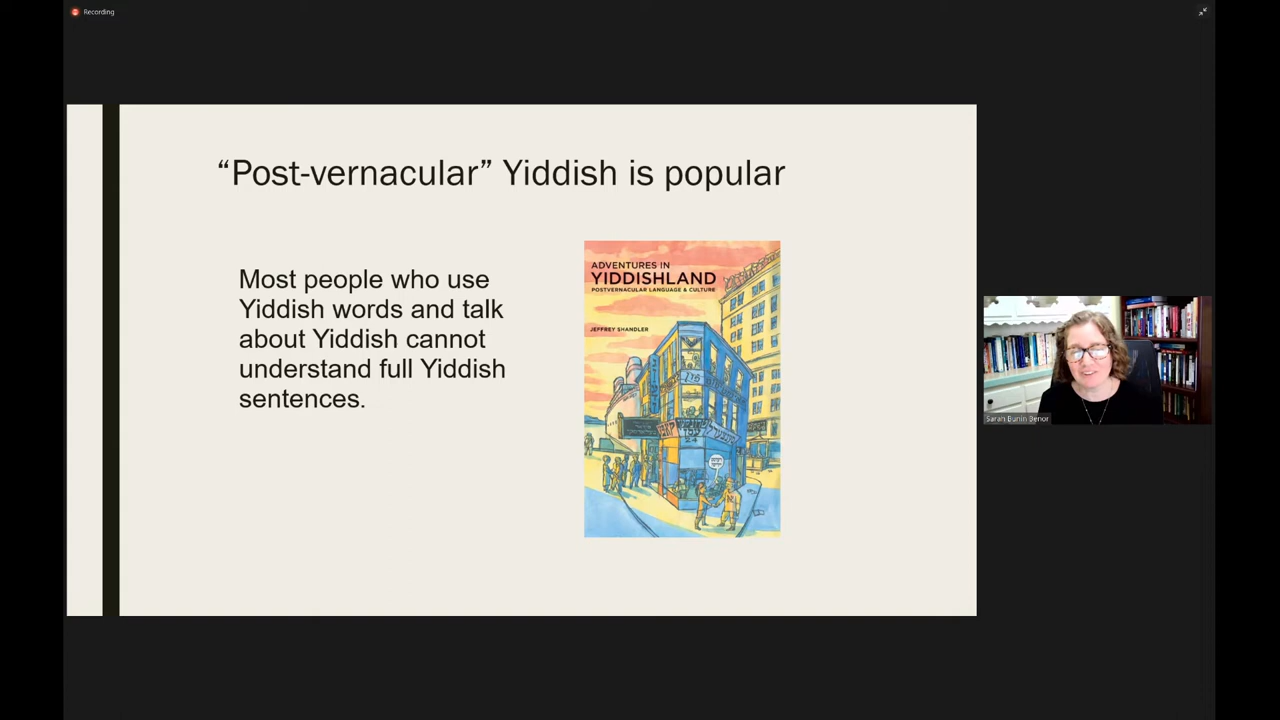 Recording
“Post-vernacular” Yiddish is popular
Most people who use
Yiddish words and talk
about Yiddish cannot
understand full Yiddish
sentences.
ADVENTURES IN
YIDDISHLAND
POSTVERNACULAR LANGUAGE & CULTURE
JEFFREY SHANDLER
24
Sarah Bunin Benor